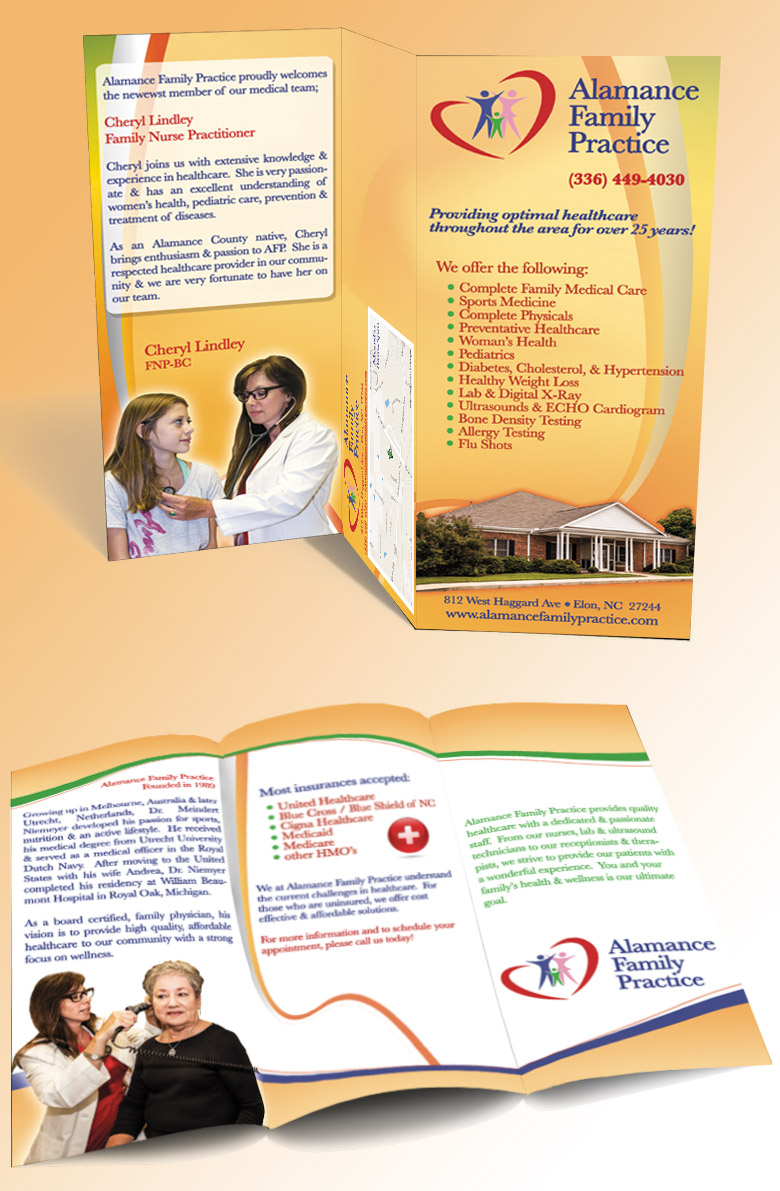 Alamance Family Practice proudly welcomes
the newewst member of our medical team;
Cheryl Lindley
Family Nurse Practitioner
Cheryl joins us with extensive knowledge &
experience in healthcare. She is very passion-
ate & has an excellent understanding of
women's health, pediatric care, prevention &
treatment of diseases.
As an Alamance County native, Cheryl
brings enthusiasm & passion to AFP. She is a
respected healthcare provider in our commu-
nity & we are very fortunate to have her on
our team.
Cheryl Lindley
FNP-BC
Alamance
Family
Practice
Alamance
Family
Practice
(336) 449-4030
Providing optimal healthcare
throughout the area for over 25 years!
We offer the following:
Complete Family Medical Care
Sports Medicine
Complete Physicals
Preventative Healthcare
Woman's Health
Pediatrics
Diabetes, Cholesterol, & Hypertension
Healthy Weight Loss
Lab & Digital X-Ray
Ultrasounds & ECHO Cardiogram
Bone Density Testing
Allergy Testing
Flu Shots
812 West Haggard Ave • Elon, NC 27244
www.alamancefamilypractice.com
Alamance Family Practice
Founded in 1989
Growing up in Melbourne, Australia & later
Utrecht, Netherlands, Dr. Meindert
Niemeyer developed his passion for sports,
nutrition & an active lifestyle. He received
his medical degree from Utrecht University
& served as a medical officer in the Royal
Dutch Navy. After moving to the United
States with his wife Andrea, Dr. Niemyer
completed his residency at William Beau-
mont Hospital in Royal Oak, Michigan.
As a board certified, family physician, his
vision is to provide high quality, affordable
healthcare to our community with a strong
focus on wellness.
Most insurances accepted:
United Healthcare
Blue Cross / Blue Shield of NC
Cigna Healthcare
Medicaid
Medicare
other HMO's
We at Alamance Family Practice understand
the current challenges in healthcare. For
those who are uninsured, we offer cost
effective & affordable solutions.
For more information and to schedule your
appointment, please call us today!
Alamance Family Practice provides quality
healthcare with a dedicated & passionate
staff. From our nurses, lab & ultrasound
technicians to our receptionists & thera-
pists, we strive to provide our patients with
a wonderful experience. You and your
family's health & wellness is our ultimate
goal.
Alamance
Family
Practice